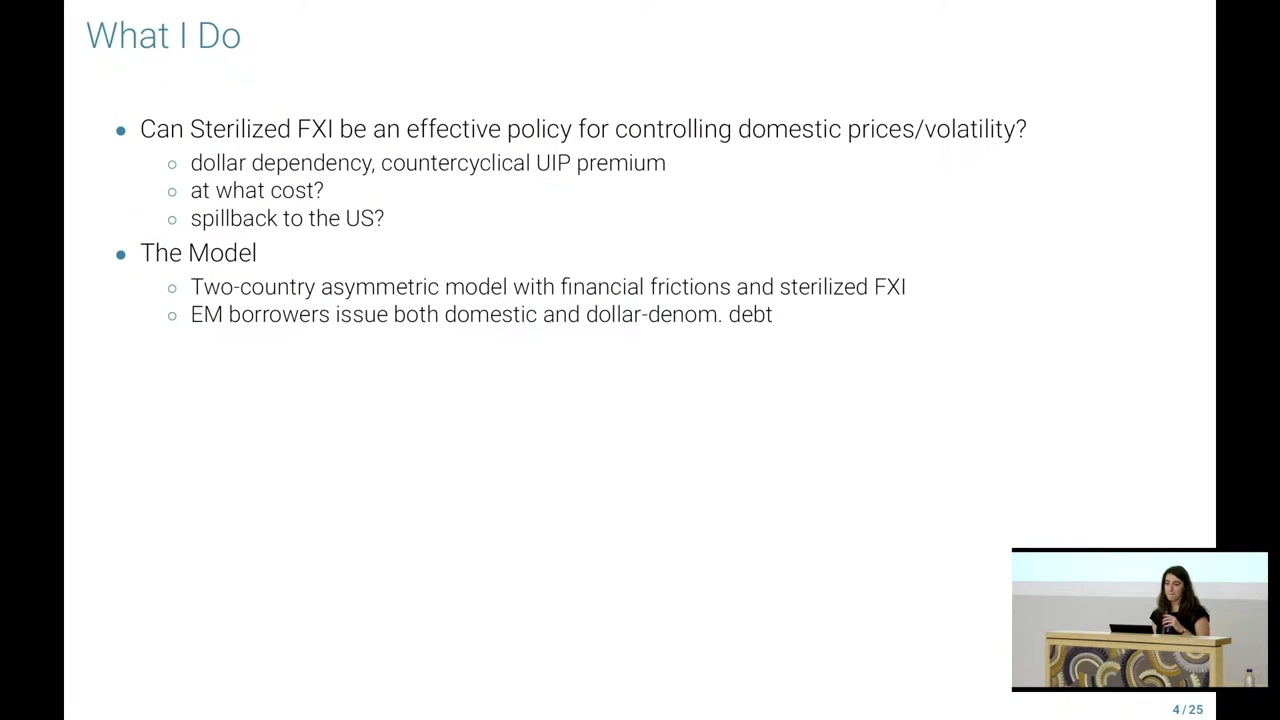 What I Do
Can Sterilized FXI be an effective policy for controlling domestic prices/volatility?
dollar dependency, countercyclical UIP premium
at what cost?
spillback to the US?
The Model
Two-country asymmetric model with financial frictions and sterilized FXI
EM borrowers issue both domestic and dollar-denom. debt
4 / 25